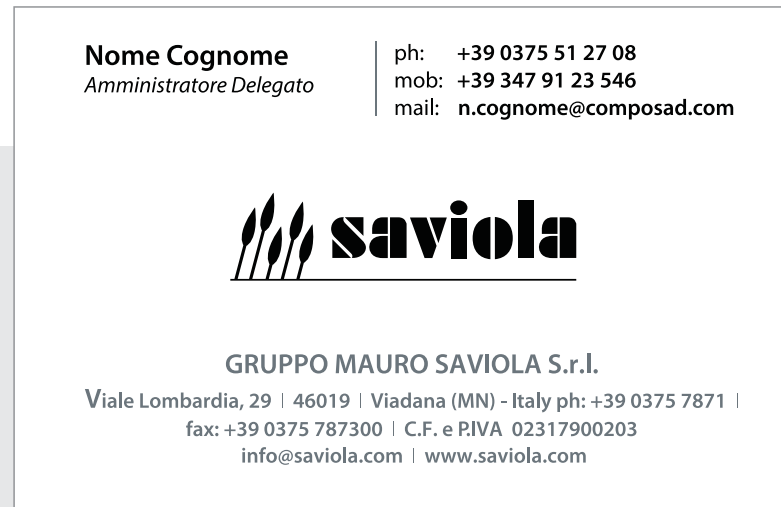 Nome Cognome
Amministratore Delegato
ph: +39 0375 51 27 08
mob: +39 347 91 23 546
mail: n.cognome@composad.com
saviola
GRUPPO MAURO SAVIOLA S.r.l.
Viale Lombardia, 29 | 46019 | Viadana (MN) - Italy ph: +39 0375 7871 |
fax: +39 0375 787300 | C.F. e P.IVA 02317900203
info@saviola.com | www.saviola.com